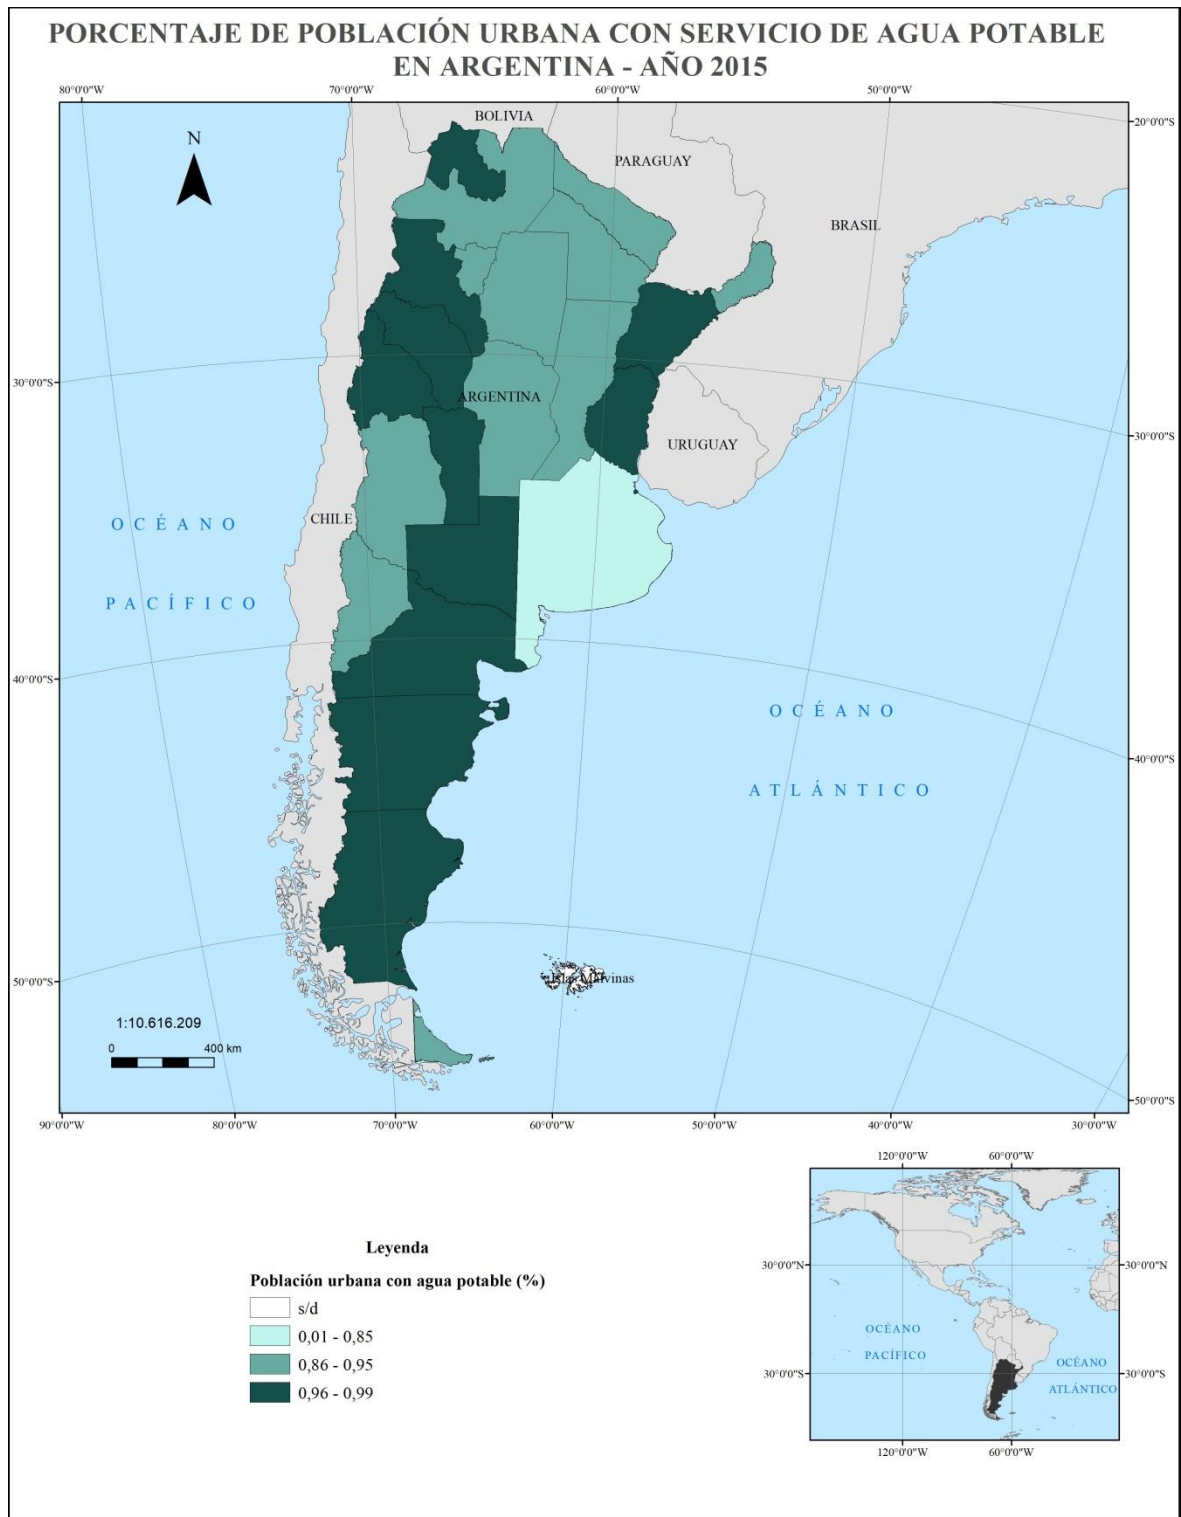 PORCENTAJE DE POBLACIÓN URBANA CON SERVICIO DE AGUA POTABLE
EN ARGENTINA - AÑO 2015
80°0'0"W
70°0'0"W
60°0'0"W
50°0'0"W
BOLIVIA
20°0'0"S
N
PARAGUAY
BRASIL
30°0'0"S
ARGENTINA
30°0'0"S
URUGUAY
CHILE
OCÉANO
PACÍFICO
40°0'0"S
OCÉANO
40°0'0"S
ATLÁNTICO
50°0'0"S
Islas Malvinas
1:10.616.209
0 400 km
50°0'0"S
90°0'0"W
80°0'0"W
70°0'0"W
60°0'0"W
50°0'0"W
40°0'0"W
30°0'0"W
120°0'0"W
60°0'0"W
30°0'0"N
30°0'0"N
OCÉANO
PACÍFICO
OCÉANO
ATLÁNTICO
30°0'0"S
30°0'0"S
120°0'0"W
60°0'0"W
Leyenda
Población urbana con agua potable (%)
s/d
0,01 - 0,85
0,86 - 0,95
0,96 - 0,99